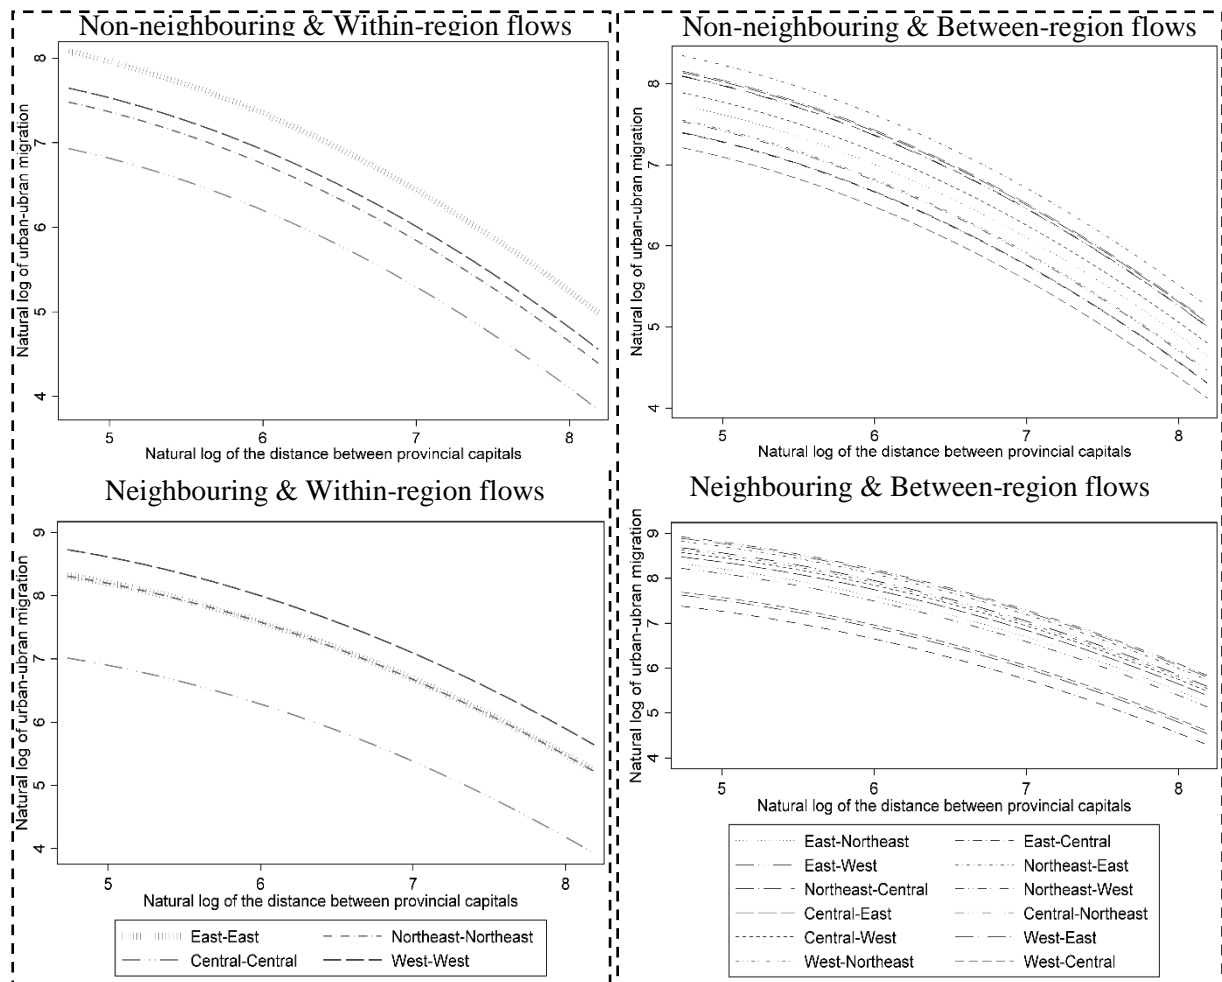 Non-neighbouring & Within-region flows
Natural log of urban-ubran migration
8
7
6
5
4
5 6 7 8
Natural log of the distance between provincial capitals
Non-neighbouring & Between-region flows
Natural log of urban-ubran migration
8
7
6
5
4
5 6 7 8
Natural log of the distance between provincial capitals
Neighbouring & Within-region flows
Natural log of urban-ubran migration
9
8
7
6
5
4
5 6 7 8
Natural log of the distance between provincial capitals
East-East Northeast-Northeast
Central-Central West-West
Neighbouring & Between-region flows
Natural log of urban-ubran migration
9
8
7
6
5
4
5 6 7 8
Natural log of the distance between provincial capitals
East-Northeast East-Central
East-West Northeast-East
Northeast-Central Northeast-West
Central-East Central-Northeast
Central-West West-East
West-Northeast West-Central